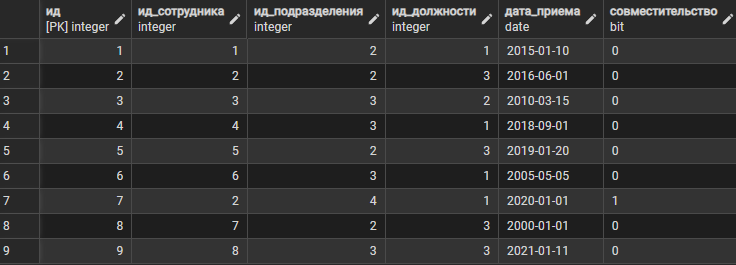 ид ид_сотрудника ид_подразделения ид_должности дата_приема совместительство
[PK] integer integer integer integer date bit
1 1 1 2 1 2015-01-10 0
2 2 2 2 3 2016-06-01 0
3 3 3 3 2 2010-03-15 0
4 4 4 3 1 2018-09-01 0
5 5 5 2 3 2019-01-20 0
6 6 6 3 1 2005-05-05 0
7 7 2 4 1 2020-01-01 1
8 8 7 2 3 2000-01-01 0
9 9 8 3 3 2021-01-11 0